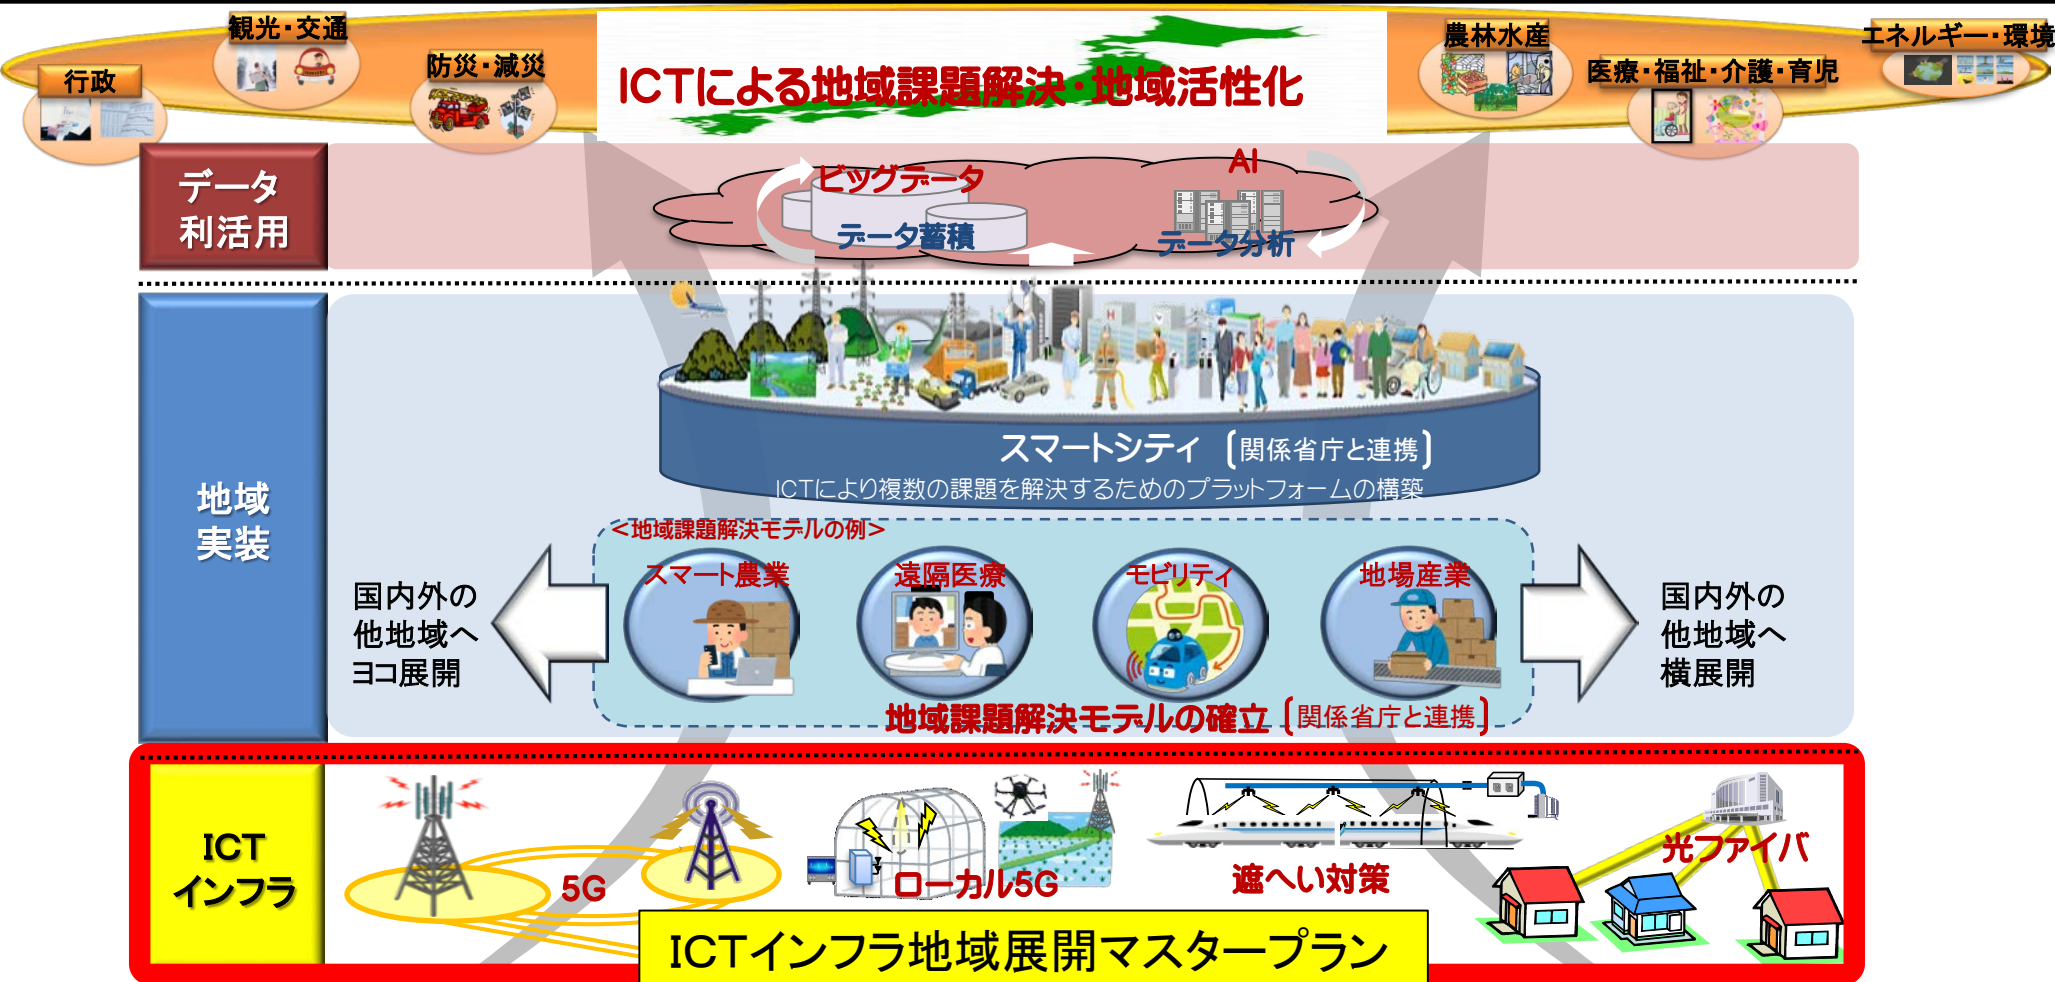 行政
観光・交通
防災・減災
ICTによる地域課題解決・地域活性化
農林水産
医療・福祉・介護・育児
エネルギー・環境
データ
利活用
ビッグデータ
データ蓄積
AI
データ分析
地域
実装
スマートシティ [関係省庁と連携]
ICTにより複数の課題を解決するためのプラットフォームの構築
<地域課題解決モデルの例>
スマート農業
遠隔医療
モビリティ
地場産業
国内外の
他地域へ
ヨコ展開
国内外の
他地域へ
横展開
地域課題解決モデルの確立 [関係省庁と連携]
ICT
インフラ
5G
ローカル5G
遮へい対策
光ファイバ
ICTインフラ地域展開マスタープラン